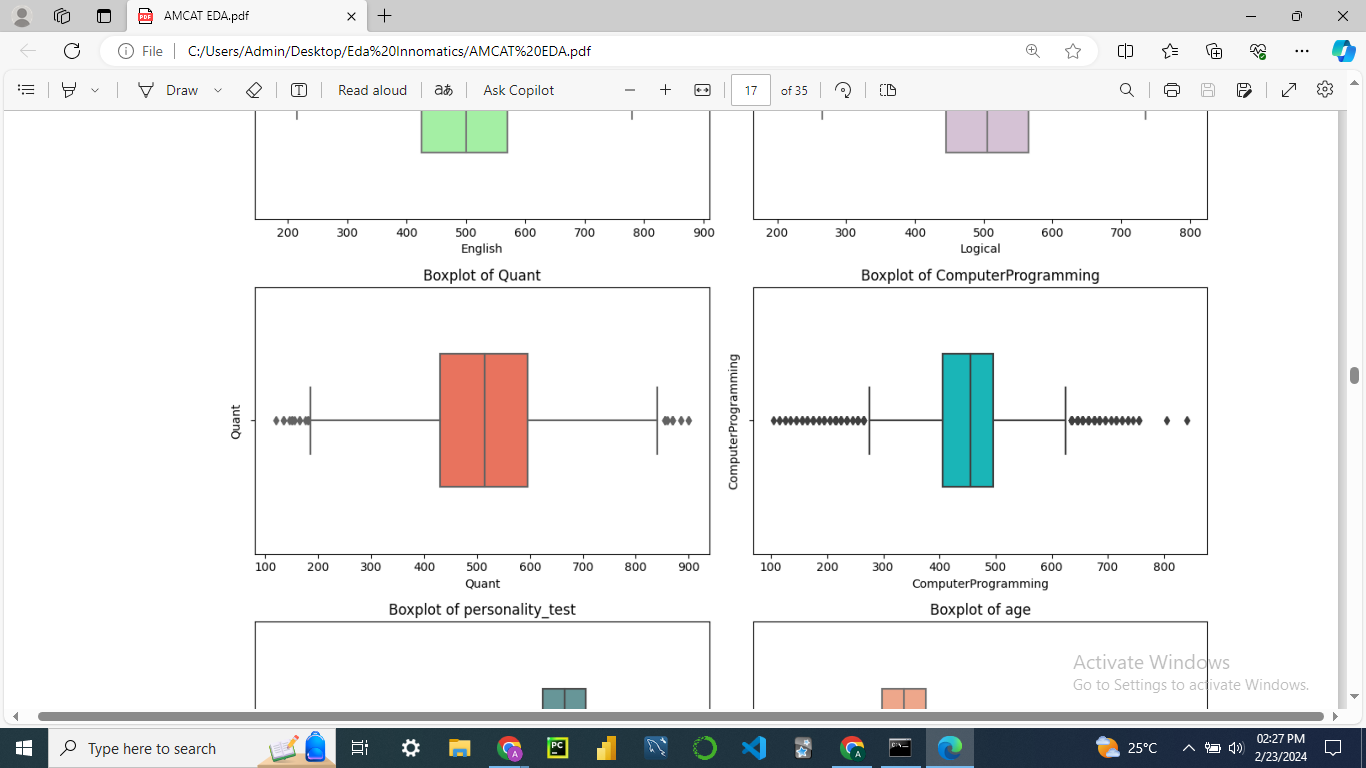 AMCAT EDA.pdf
File
C:/Users/Admin/Desktop/Eda%20Innomatics/AMCAT%20EDA.pdf
Draw
Read aloud
aあ
Ask Copilot
17 of 35
200 300 400 500 600 700 800 900
English
200 300 400 500 600 700 800
Logical
Boxplot of Quant
Quant
100 200 300 400 500 600 700 800 900
Quant
Boxplot of ComputerProgramming
ComputerProgramming
100 200 300 400 500 600 700 800
ComputerProgramming
Boxplot of personality_test
Boxplot of age
Activate Windows
Go to Settings to activate Windows.
Type here to search
25°C
02:27 PM
2/23/2024